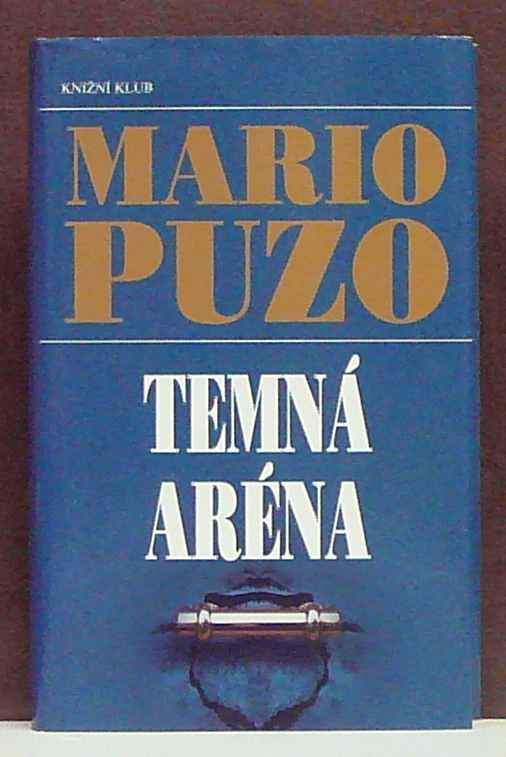 KNIŽNÍ KLUB
MARIO
PUZO
TEMNÁ
ARÉNA